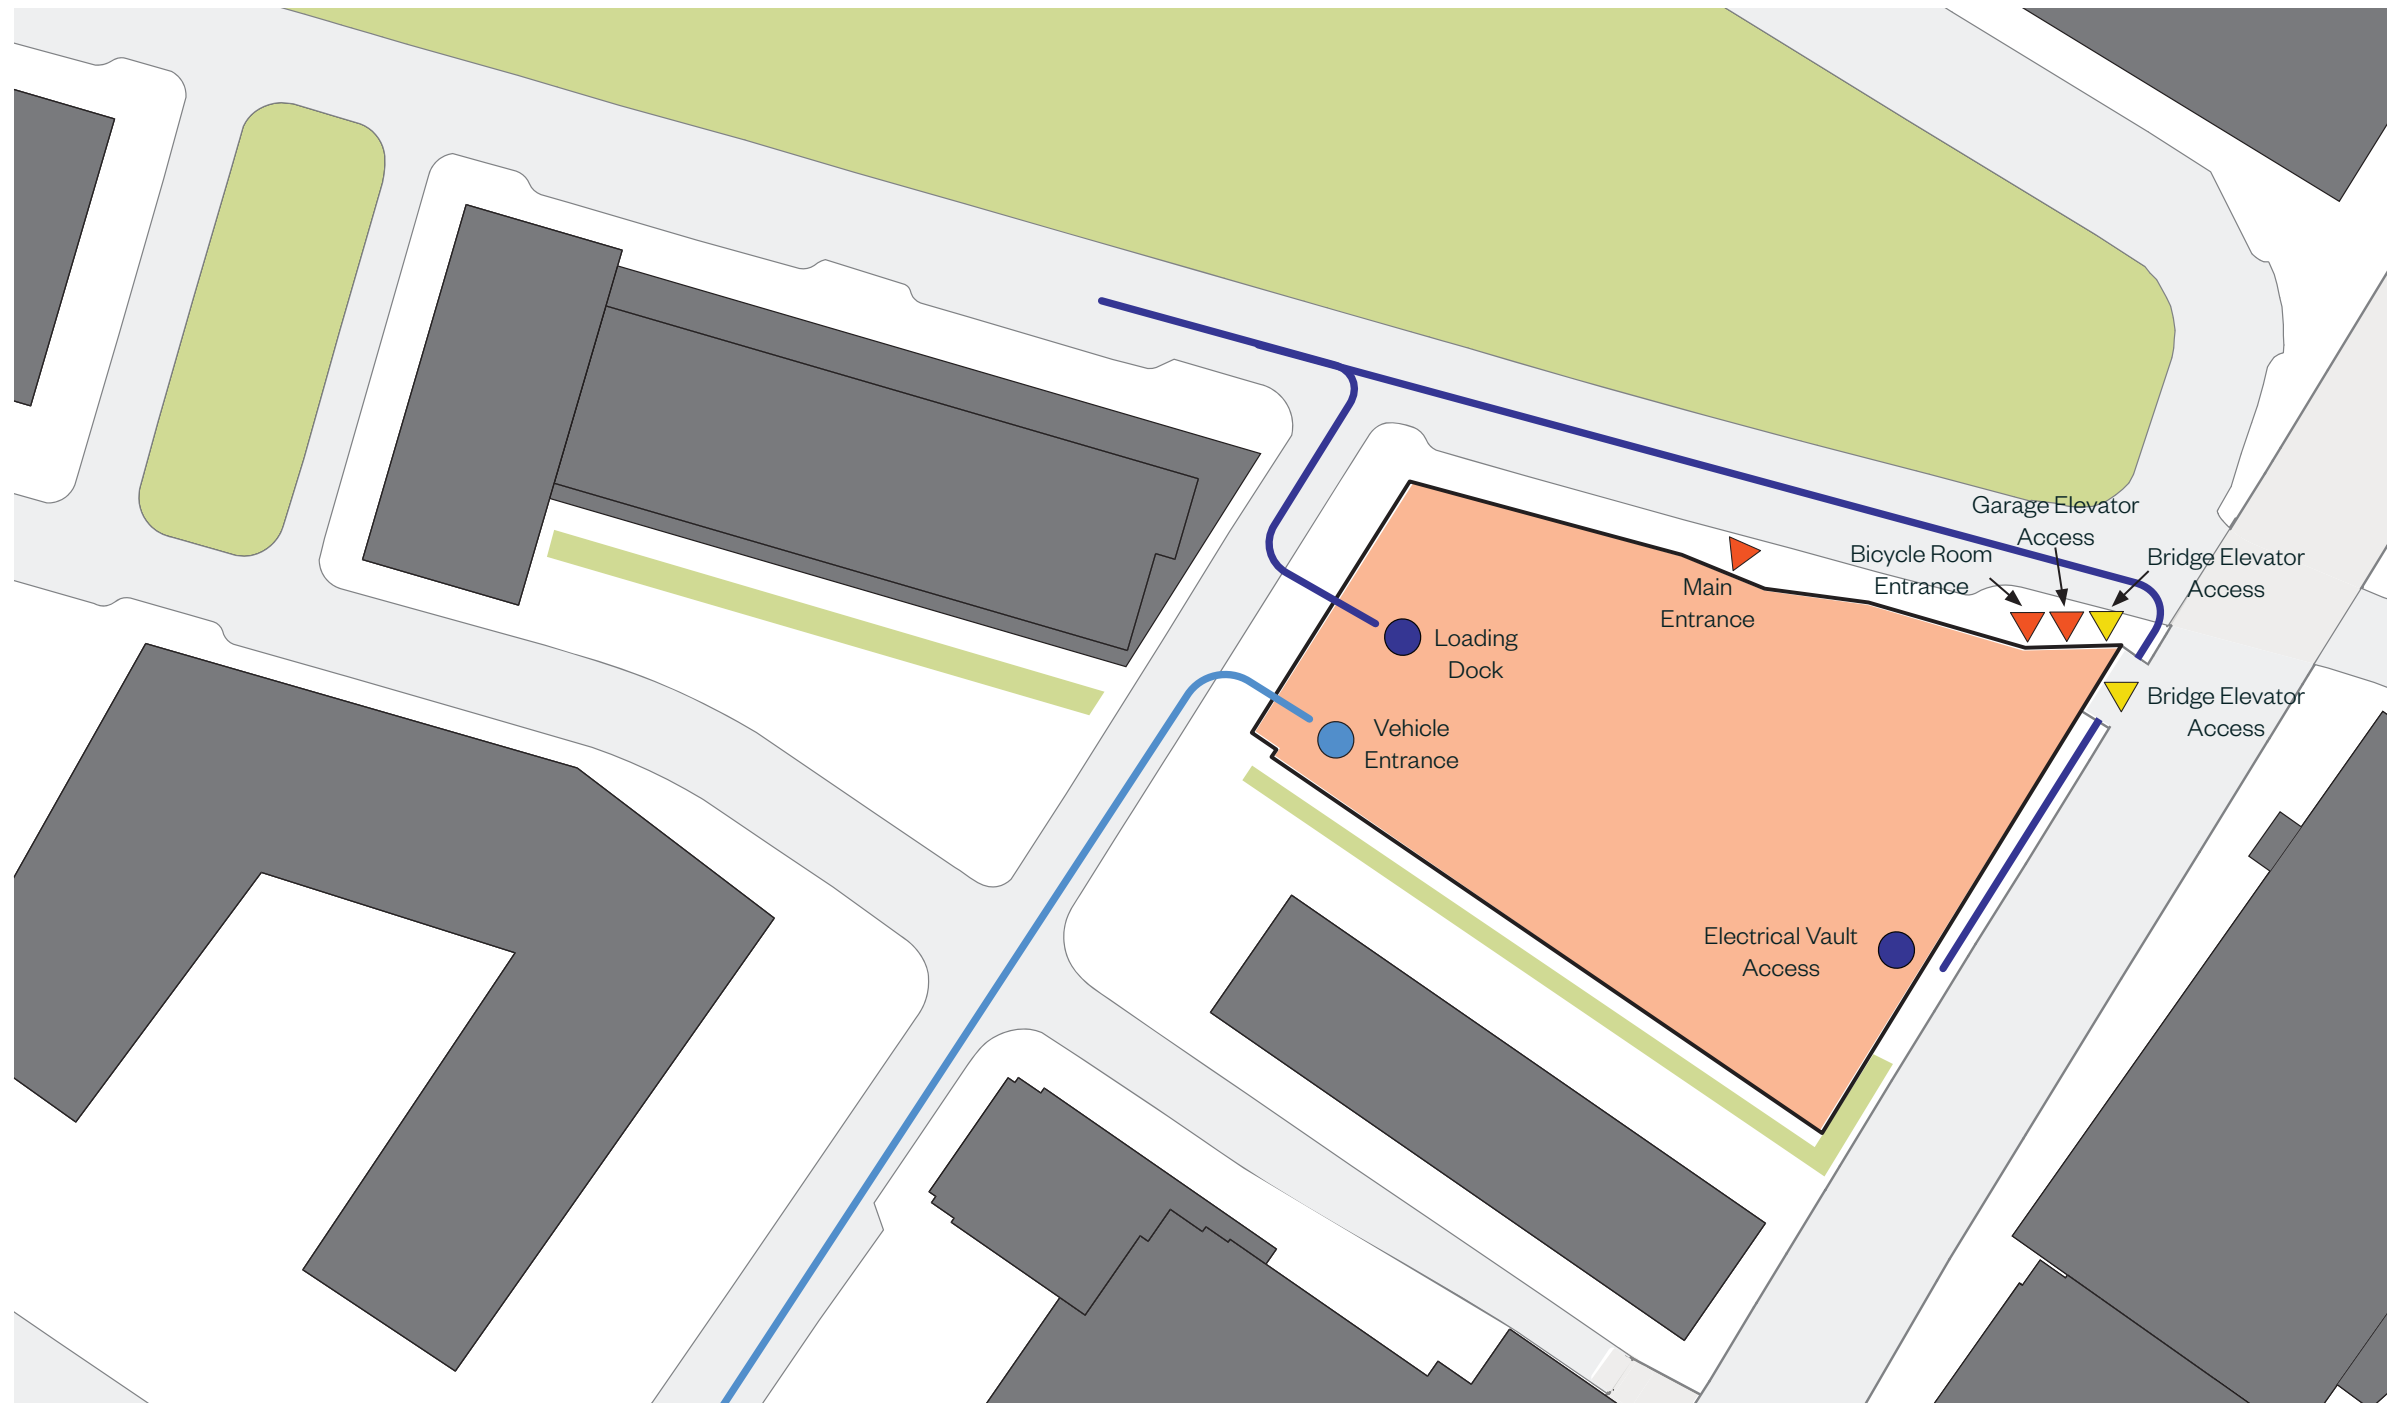 Garage Elevator
Access
Bicycle Room
Entrance
Bridge Elevator
Access
Main
Entrance
Loading
Dock
Bridge Elevator
Access
Vehicle
Entrance
Electrical Vault
Access